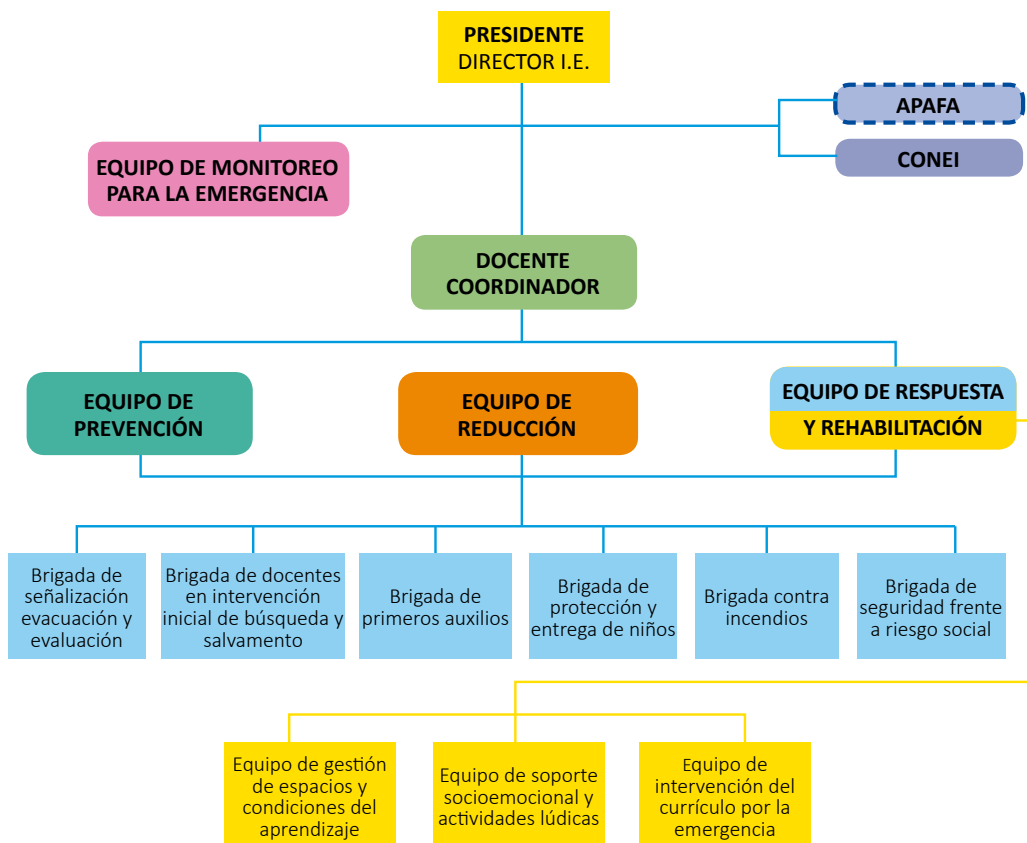 PRESIDENTE
DIRECTOR I.E.
APAFA
CONEI
EQUIPO DE MONITOREO
PARA LA EMERGENCIA
DOCENTE
COORDINADOR
EQUIPO DE
PREVENCIÓN
EQUIPO DE
REDUCCIÓN
EQUIPO DE RESPUESTA
Y REHABILITACIÓN
Brigada de
señalización
evacuación y
evaluación
Brigada de docentes
en intervención
inicial de búsqueda y
salvamento
Brigada de
primeros auxilios
Brigada de
protección y
entrega de niños
Brigada contra
incendios
Brigada de
seguridad frente
a riesgo social
Equipo de gestión
de espacios y
condiciones del
aprendizaje
Equipo de soporte
socioemocional y
actividades lúdicas
Equipo de
intervención del
currículo por la
emergencia